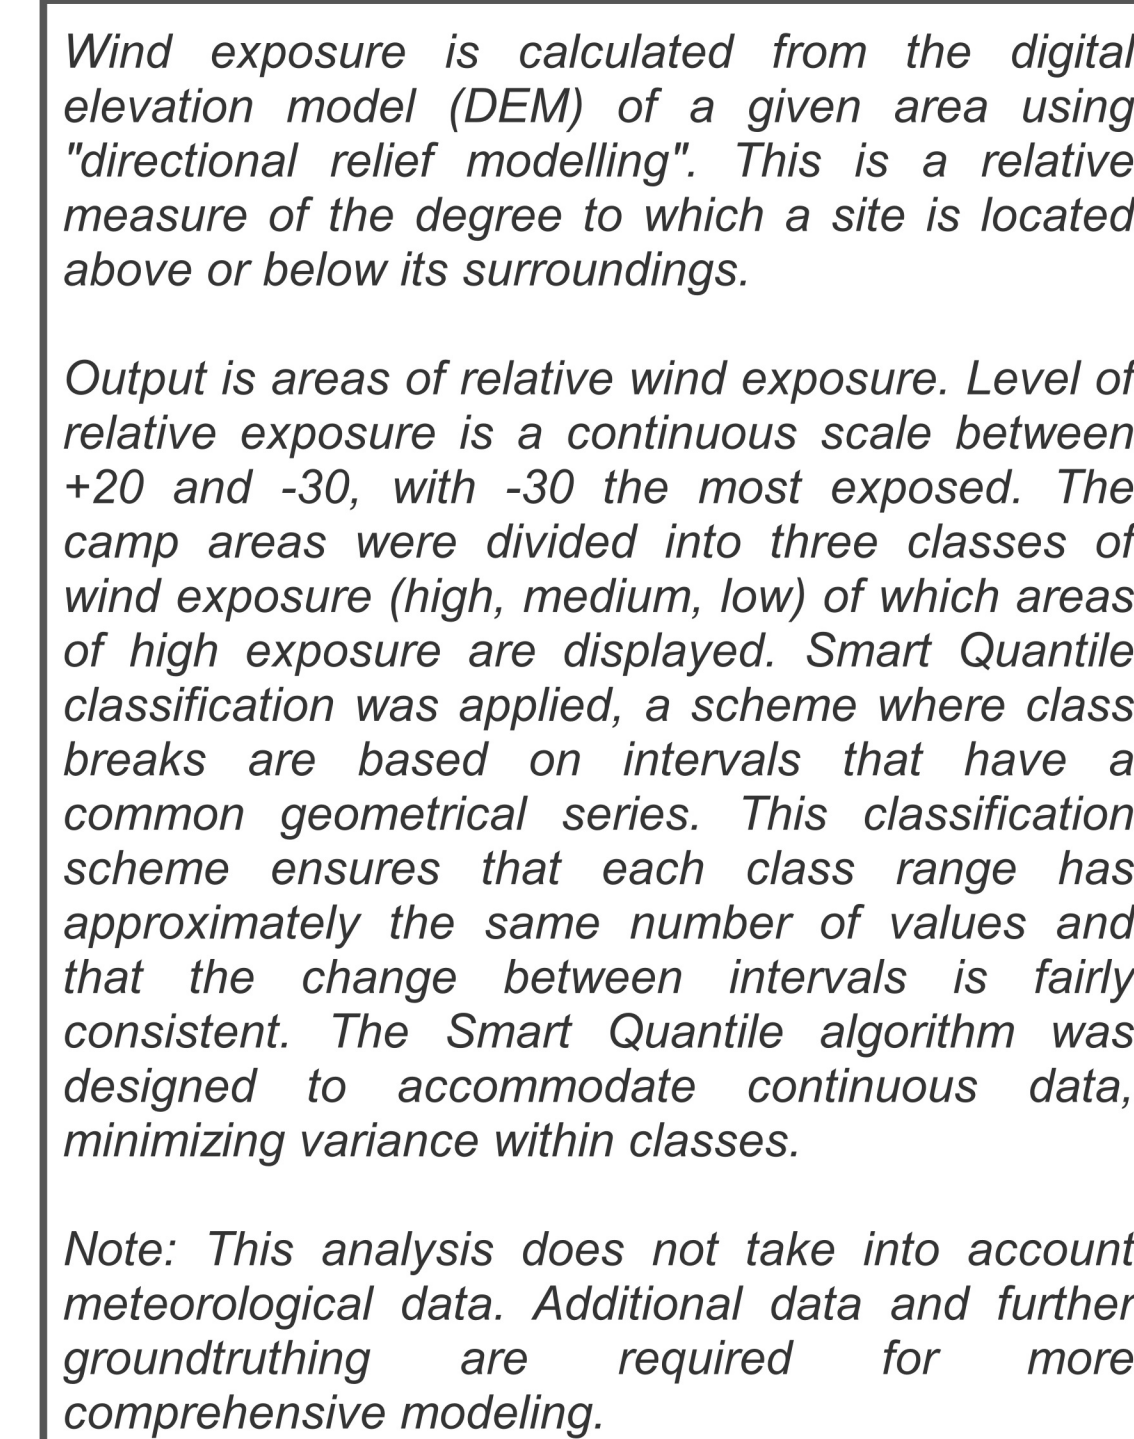 Wind exposure is calculated from the digital
elevation model (DEM) of a given area using
"directional relief modelling". This is a relative
measure of the degree to which a site is located
above or below its surroundings.
Output is areas of relative wind exposure. Level of
relative exposure is a continuous scale between
+20 and -30, with -30 the most exposed. The
camp areas were divided into three classes of
wind exposure (high, medium, low) of which areas
of high exposure are displayed. Smart Quantile
classification was applied, a scheme where class
breaks are based on intervals that have a
common geometrical series. This classification
scheme ensures that each class range has
approximately the same number of values and
that the change between intervals is fairly
consistent. The Smart Quantile algorithm was
designed to accommodate continuous data,
minimizing variance within classes.
Note: This analysis does not take into account
meteorological data. Additional data and further
groundtruthing are required for more
comprehensive modeling.